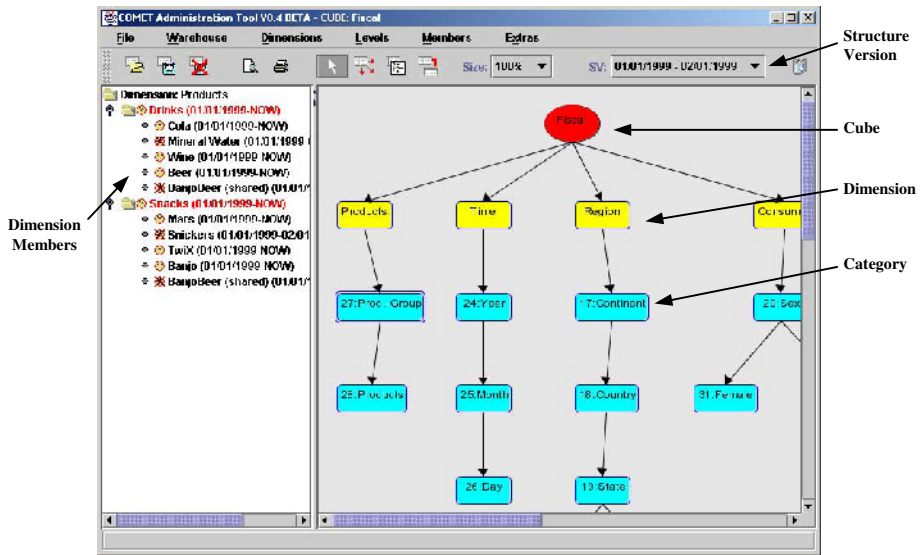 COMET Administration Tool V0.4 BETA - CUBE: Fiscal
File Warehouse Dimensions Levels Members Extras
Size: 100% SV: 01/01/1999 - 02/01/1999
Structure
Version
Dimension: Products
Drinks (01/01/1999-NOW)
Cola (01/01/1999-NOW)
Mineral Water (01/01/1999
Wine (01/01/1999-NOW)
Beer (01/01/1999-NOW)
BanjoBeer (shared) (01/01/
Snacks (01/01/1999-NOW)
Mars (01/01/1999-NOW)
Snickers (01/01/1999-02/01
TwiX (01/01/1999-NOW)
Banjo (01/01/1999-NOW)
BanjoBeer (shared) (01/01/
Dimension
Members
Fiscal
Cube
Products Time Region Consum
Dimension
Category
27:Prod. Group 24:Year 17:Continent 20:Sex
28:Products 25:Month 18:Country 31:Female
26:Day 19:State